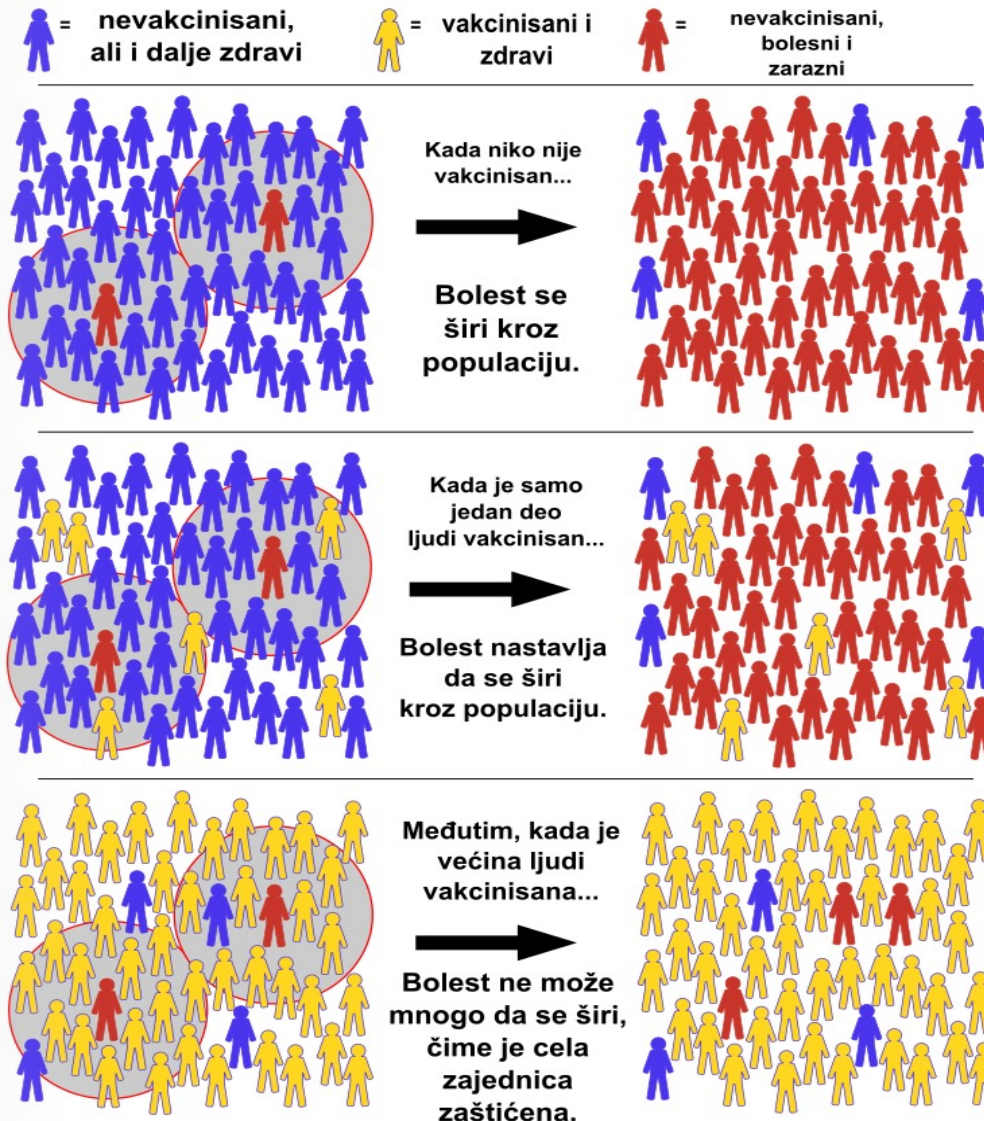 = nevakcinisani,
ali i dalje zdravi
= vakcinisani i
zdravi
= nevakcinisani,
bolesni i
zarazni
Kada niko nije
vakcinisan...
Bolest se
širi kroz
populaciju.
Kada je samo
jedan deo
ljudi vakcinisan...
Bolest nastavlja
da se širi
kroz populaciju.
Međutim, kada je
većina ljudi
vakcinisana...
Bolest ne može
mnogo da se širi,
čime je cela
zajednica
zaštićena.